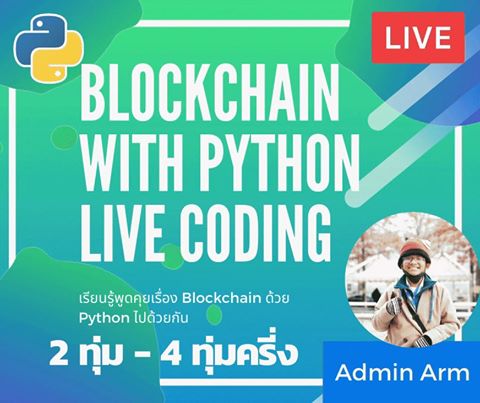 LIVE
BLOCKCHAIN
WITH PYTHON
LIVE CODING
เรียนรู้พูดคุยเรื่อง Blockchain ด้วย
Python ไปด้วยกัน
2 ทุ่ม - 4 ทุ่มครึ่ง
Admin Arm